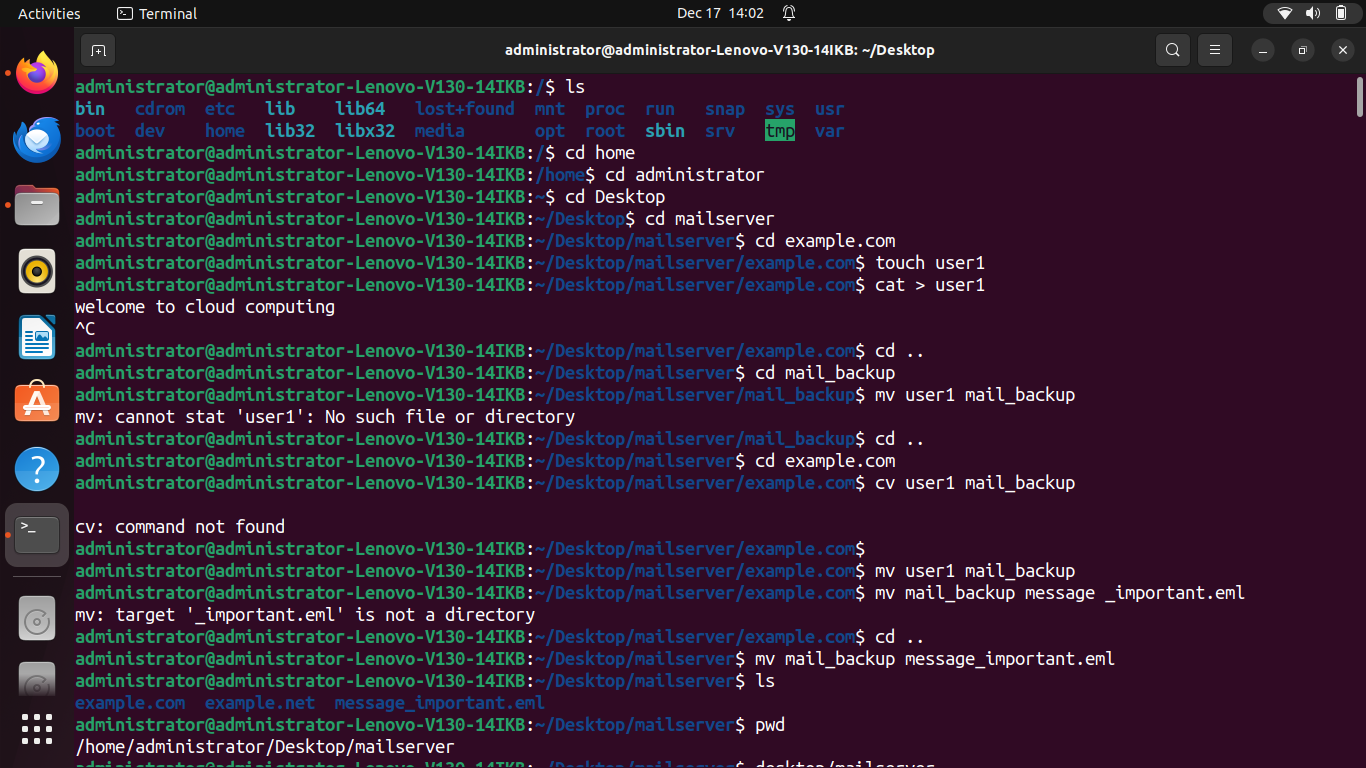 Activities Terminal Dec 17 14:02
administrator@administrator-Lenovo-V130-14IKB: ~/Desktop
administrator@administrator-Lenovo-V130-14IKB:/$ ls
bin cdrom etc lib lib64 lost+found mnt proc run snap sys usr
boot dev home lib32 libx32 media opt root sbin srv tmp var
administrator@administrator-Lenovo-V130-14IKB:/$ cd home
administrator@administrator-Lenovo-V130-14IKB:/home$ cd administrator
administrator@administrator-Lenovo-V130-14IKB:~$ cd Desktop
administrator@administrator-Lenovo-V130-14IKB:~/Desktop$ cd mailserver
administrator@administrator-Lenovo-V130-14IKB:~/Desktop/mailserver$ cd example.com
administrator@administrator-Lenovo-V130-14IKB:~/Desktop/mailserver/example.com$ touch user1
administrator@administrator-Lenovo-V130-14IKB:~/Desktop/mailserver/example.com$ cat > user1
welcome to cloud computing
^C
administrator@administrator-Lenovo-V130-14IKB:~/Desktop/mailserver/example.com$ cd ..
administrator@administrator-Lenovo-V130-14IKB:~/Desktop/mailserver$ cd mail_backup
administrator@administrator-Lenovo-V130-14IKB:~/Desktop/mailserver/mail_backup$ mv user1 mail_backup
mv: cannot stat 'user1': No such file or directory
administrator@administrator-Lenovo-V130-14IKB:~/Desktop/mailserver/mail_backup$ cd ..
administrator@administrator-Lenovo-V130-14IKB:~/Desktop/mailserver$ cd example.com
administrator@administrator-Lenovo-V130-14IKB:~/Desktop/mailserver/example.com$ cv user1 mail_backup
cv: command not found
administrator@administrator-Lenovo-V130-14IKB:~/Desktop/mailserver/example.com$
administrator@administrator-Lenovo-V130-14IKB:~/Desktop/mailserver/example.com$ mv user1 mail_backup
administrator@administrator-Lenovo-V130-14IKB:~/Desktop/mailserver/example.com$ mv mail_backup message _important.eml
mv: target '_important.eml' is not a directory
administrator@administrator-Lenovo-V130-14IKB:~/Desktop/mailserver/example.com$ cd ..
administrator@administrator-Lenovo-V130-14IKB:~/Desktop/mailserver$ mv mail_backup message_important.eml
administrator@administrator-Lenovo-V130-14IKB:~/Desktop/mailserver$ ls
example.com example.net message_important.eml
administrator@administrator-Lenovo-V130-14IKB:~/Desktop/mailserver$ pwd
/home/administrator/Desktop/mailserver
administrator@administrator-Lenovo-V130-14IKB:~/Desktop/mailserver$ desktop/mailserver